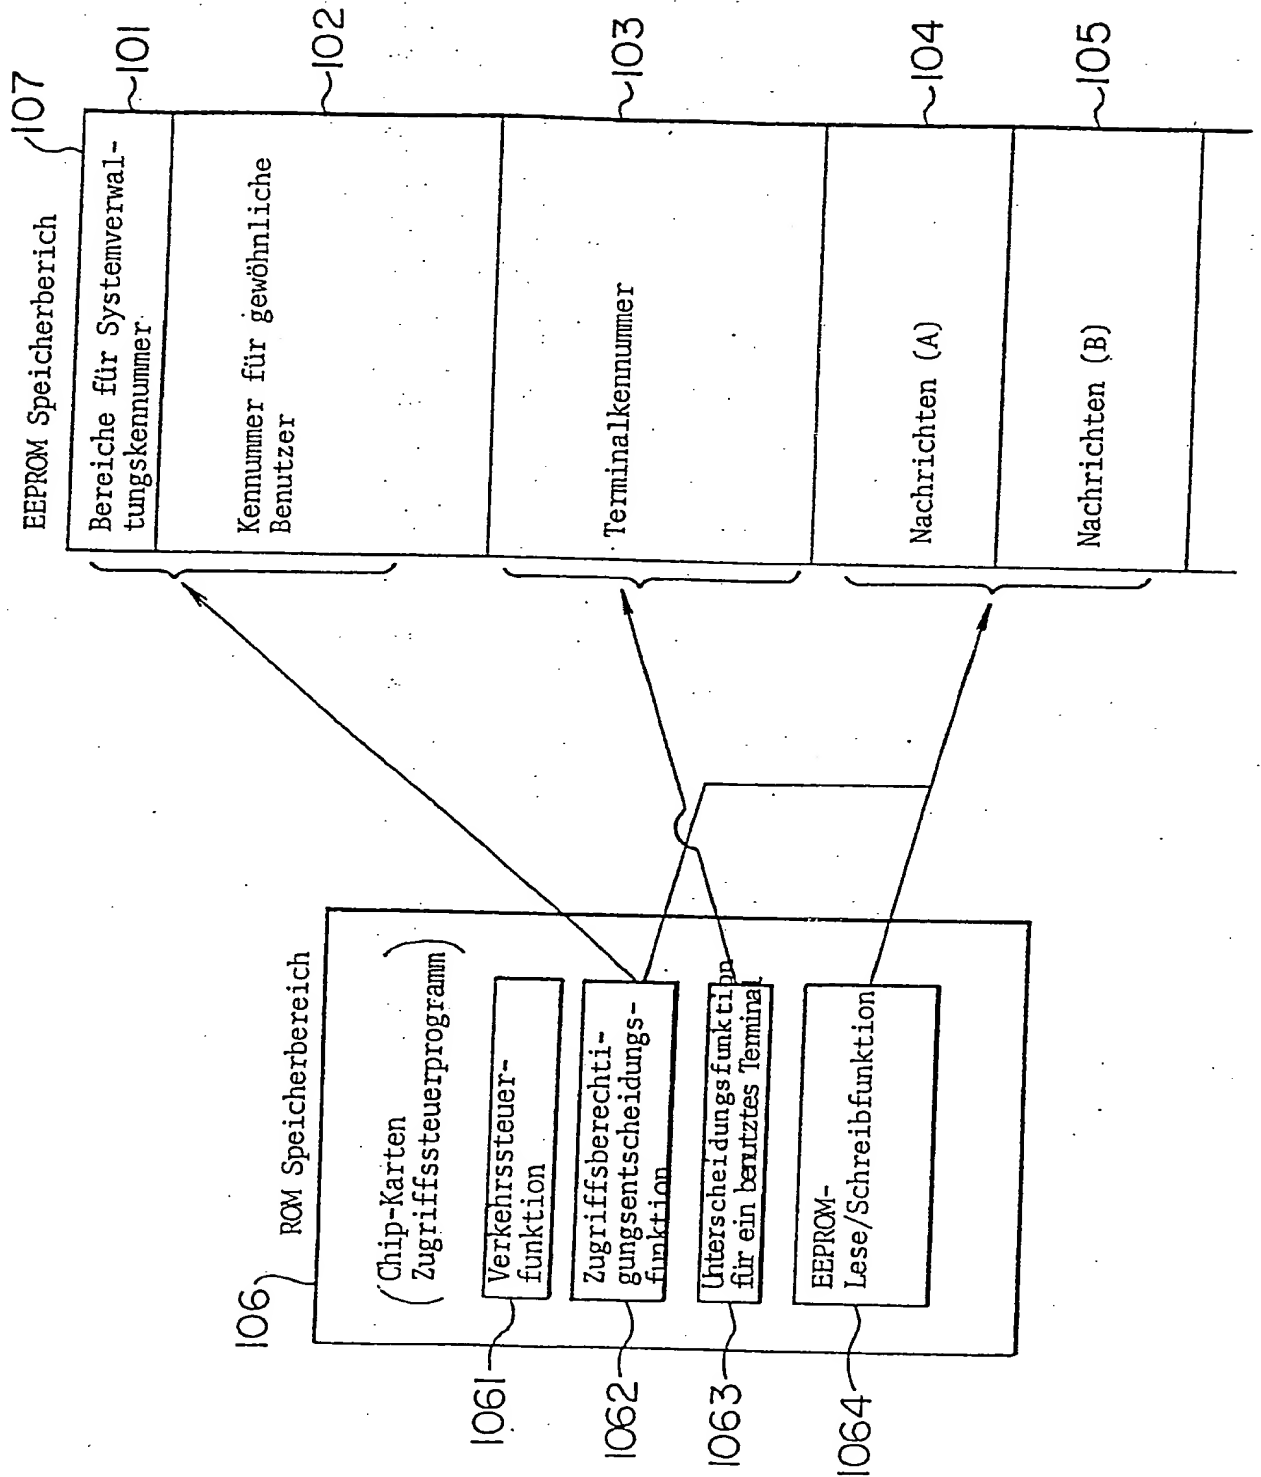 ROM Speicherbereich
106
(Chip-Karten
Zugriffssteuerprogramm)
1061
Verkehrssteuer-
funktion
1062
Zugriffsberechti-
gungsentscheidungs-
funktion
1063
Unterscheidungsfunktion
für ein benutztes Terminal
1064
EEPROM-
Lese/Schreibfunktion
EEPROM Speicherberich
107
Bereiche für Systemverwal-
tungskennummer
101
Kennummer für gewöhnliche
Benutzer
102
Terminalkennummer
103
Nachrichten (A)
104
Nachrichten (B)
105